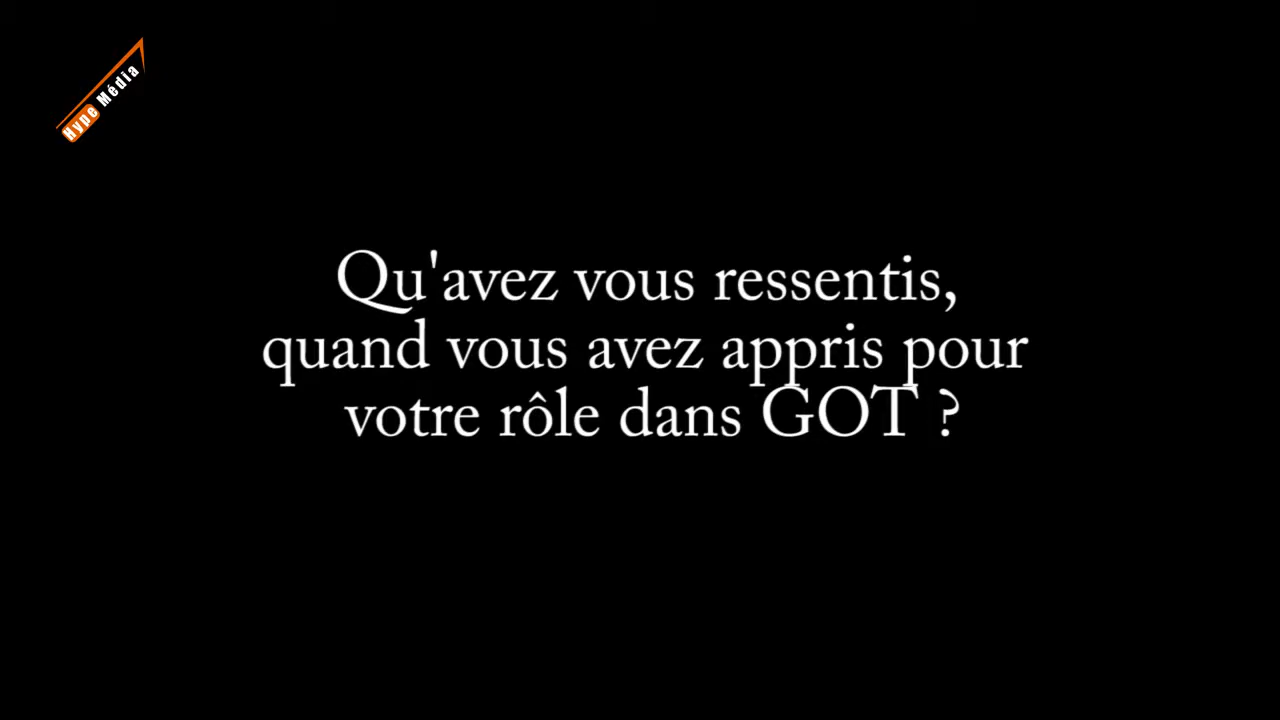 Hype Média
Qu'avez vous ressentis,
quand vous avez appris pour
votre rôle dans GOT ?